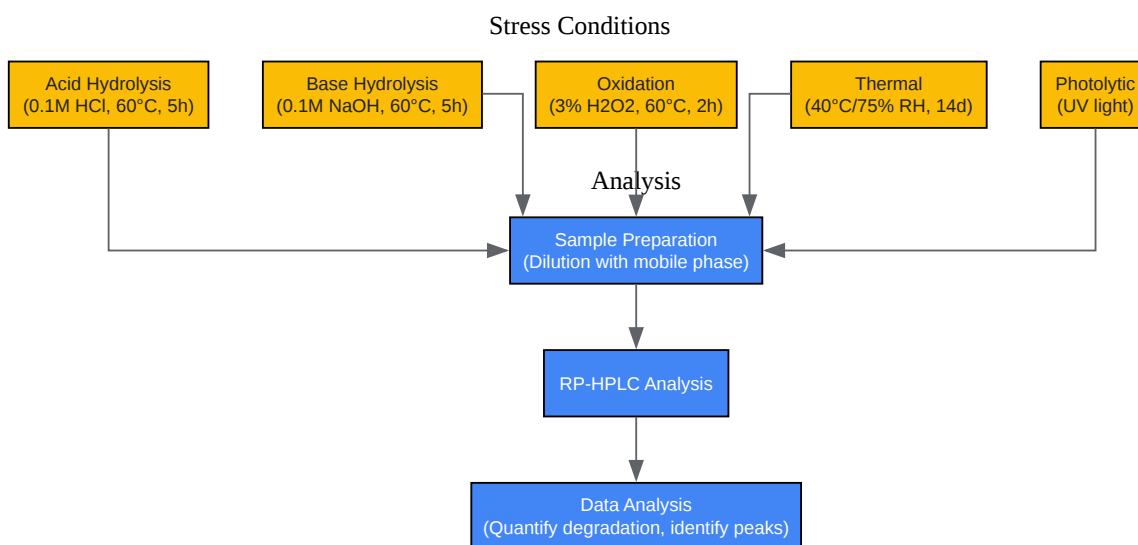 Stress Conditions
Acid Hydrolysis
(0.1M HCl, 60°C, 5h)
Base Hydrolysis
(0.1M NaOH, 60°C, 5h)
Oxidation
(3% H2O2, 60°C, 2h)
Thermal
(40°C/75% RH, 14d)
Photolytic
(UV light)
Analysis
Sample Preparation
(Dilution with mobile phase)
RP-HPLC Analysis
Data Analysis
(Quantify degradation, identify peaks)